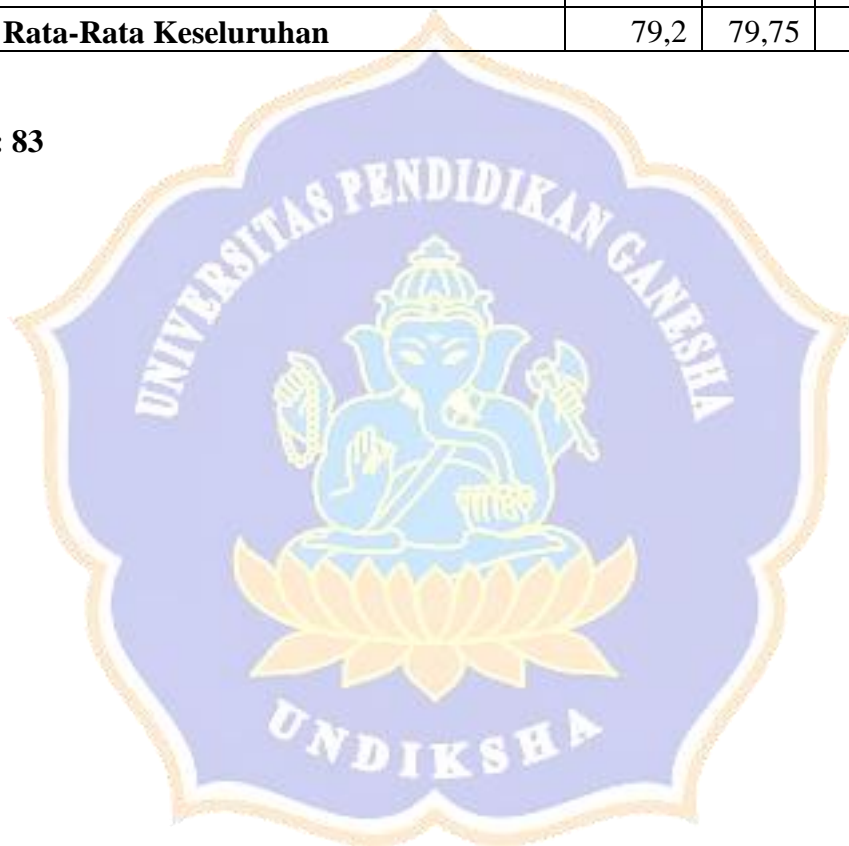 Rata-Rata Keseluruhan 79,2 79,75
: 83
UNIVERSITAS PENDIDIKAN GANESHA
UNDIKSHA